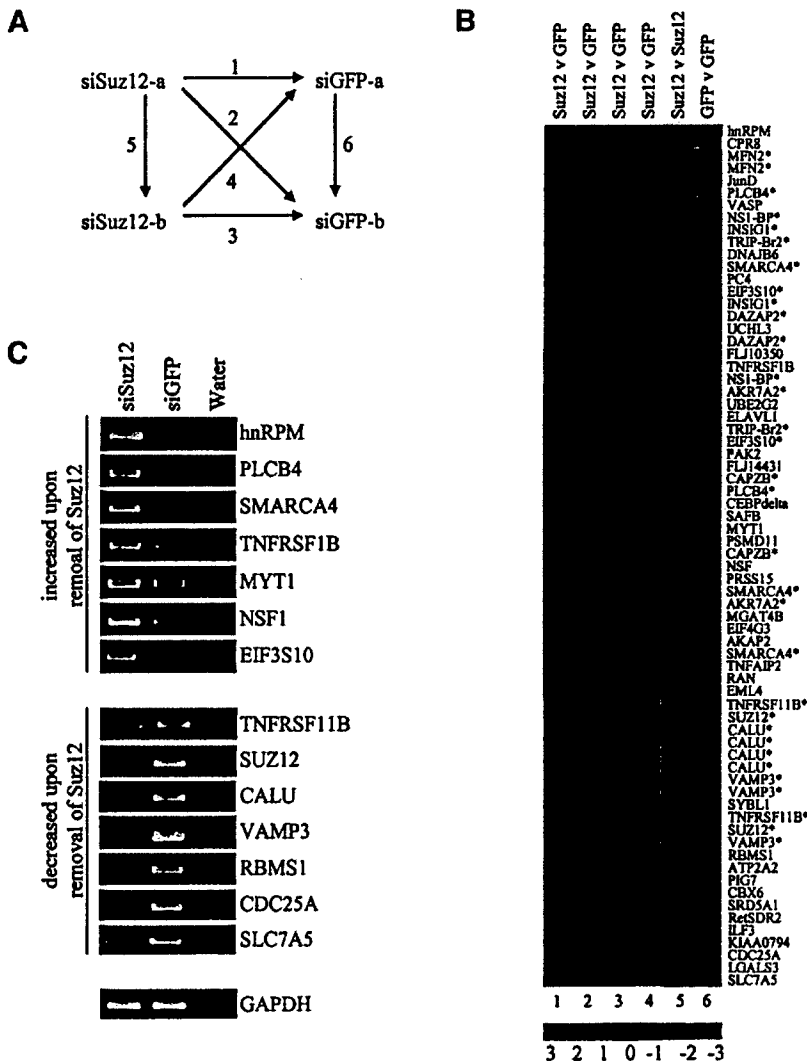 A
siSuz12-a
1
siGFP-a
2
5
6
4
siSuz12-b
3
siGFP-b
B
Suz12 v GFP
Suz12 v GFP
Suz12 v GFP
Suz12 v GFP
Suz12 v Suz12
GFP v GFP
hnRPM
CPR8
MFN2*
MFN2*
JunD
PLCB4*
VASP
NS1-BP*
INSIG1*
TRIP-Br2*
DNAJB6
SMARCA4*
PC4
EIF3S10*
INSIG1*
DAZAP2*
UCHL3
DAZAP2*
FLJ10350
TNFRSF1B
NS1-BP*
AKR7A2*
UBE2G2
ELAVL1
TRIP-Br2*
EIF3S10*
PAK2
FLJ14431
CAPZB*
PLCB4*
CEBPdelta
SAFB
MYT1
PSMD11
CAPZB*
NSF
PRSS15
SMARCA4*
AKR7A2*
MGAT4B
EIF4G3
AKAP2
SMARCA4*
TNFAIP2
RAN
EML4
TNFRSF11B*
SUZ12*
CALU*
CALU*
CALU*
CALU*
VAMP3*
VAMP3*
SYBL1
TNFRSF11B*
SUZ12*
VAMP3*
RBMS1
ATP2A2
PIG7
CBX6
SRD5A1
RetSDR2
ILF3
KIAA0794
CDC25A
LGALS3
SLC7A5
1 2 3 4 5 6
3 2 1 0 -1 -2 -3
C
siSuz12
siGFP
Water
increased upon
remoal of Suz12
hnRPM
PLCB4
SMARCA4
TNFRSF1B
MYT1
NSF1
EIF3S10
decreased upon
removal of Suz12
TNFRSF11B
SUZ12
CALU
VAMP3
RBMS1
CDC25A
SLC7A5
GAPDH